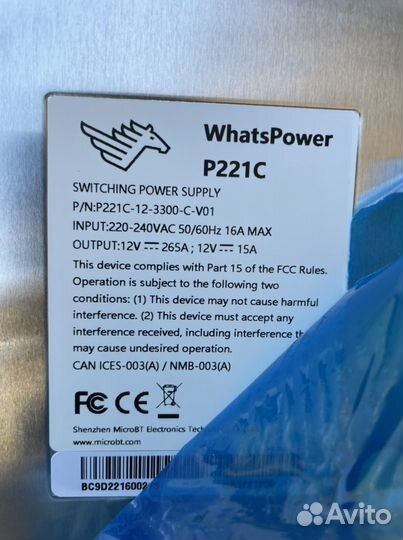 WhatsPower
P221C
SWITCHING POWER SUPPLY
P/N:P221C-12-3300-C-V01
INPUT:220-240VAC 50/60Hz 16A MAX
OUTPUT:12V ⎓ 265A ; 12V ⎓ 15A
This device complies with Part 15 of the FCC Rules.
Operation is subject to the following two
conditions: (1) This device may not cause harmful
interference. (2) This device must accept any
interference received, including interference
may cause undesired operation.
CAN ICES-003(A) / NMB-003(A)
FC CE
Shenzhen MicroBT Electronics
www.microbt.com
BC9D2216002
Avito